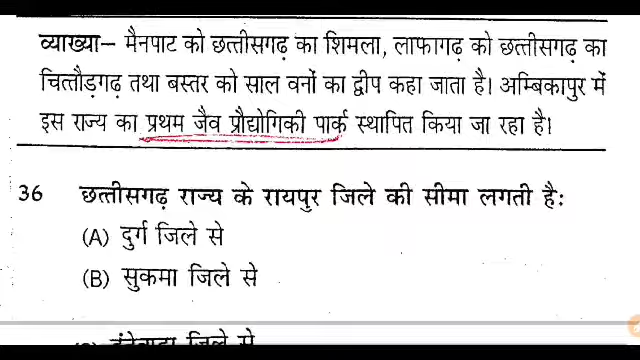 व्याख्या– मैनपाट को छत्तीसगढ़ का शिमला, लाफागढ़ को छत्तीसगढ़ का
चित्तौड़गढ़ तथा बस्तर को साल वनों का द्वीप कहा जाता है। अम्बिकापुर में
इस राज्य का प्रथम जैव प्रौद्योगिकी पार्क स्थापित किया जा रहा है।
36 छत्तीसगढ़ राज्य के रायपुर जिले की सीमा लगती है:
(A) दुर्ग जिले से
(B) सुकमा जिले से
जिले से